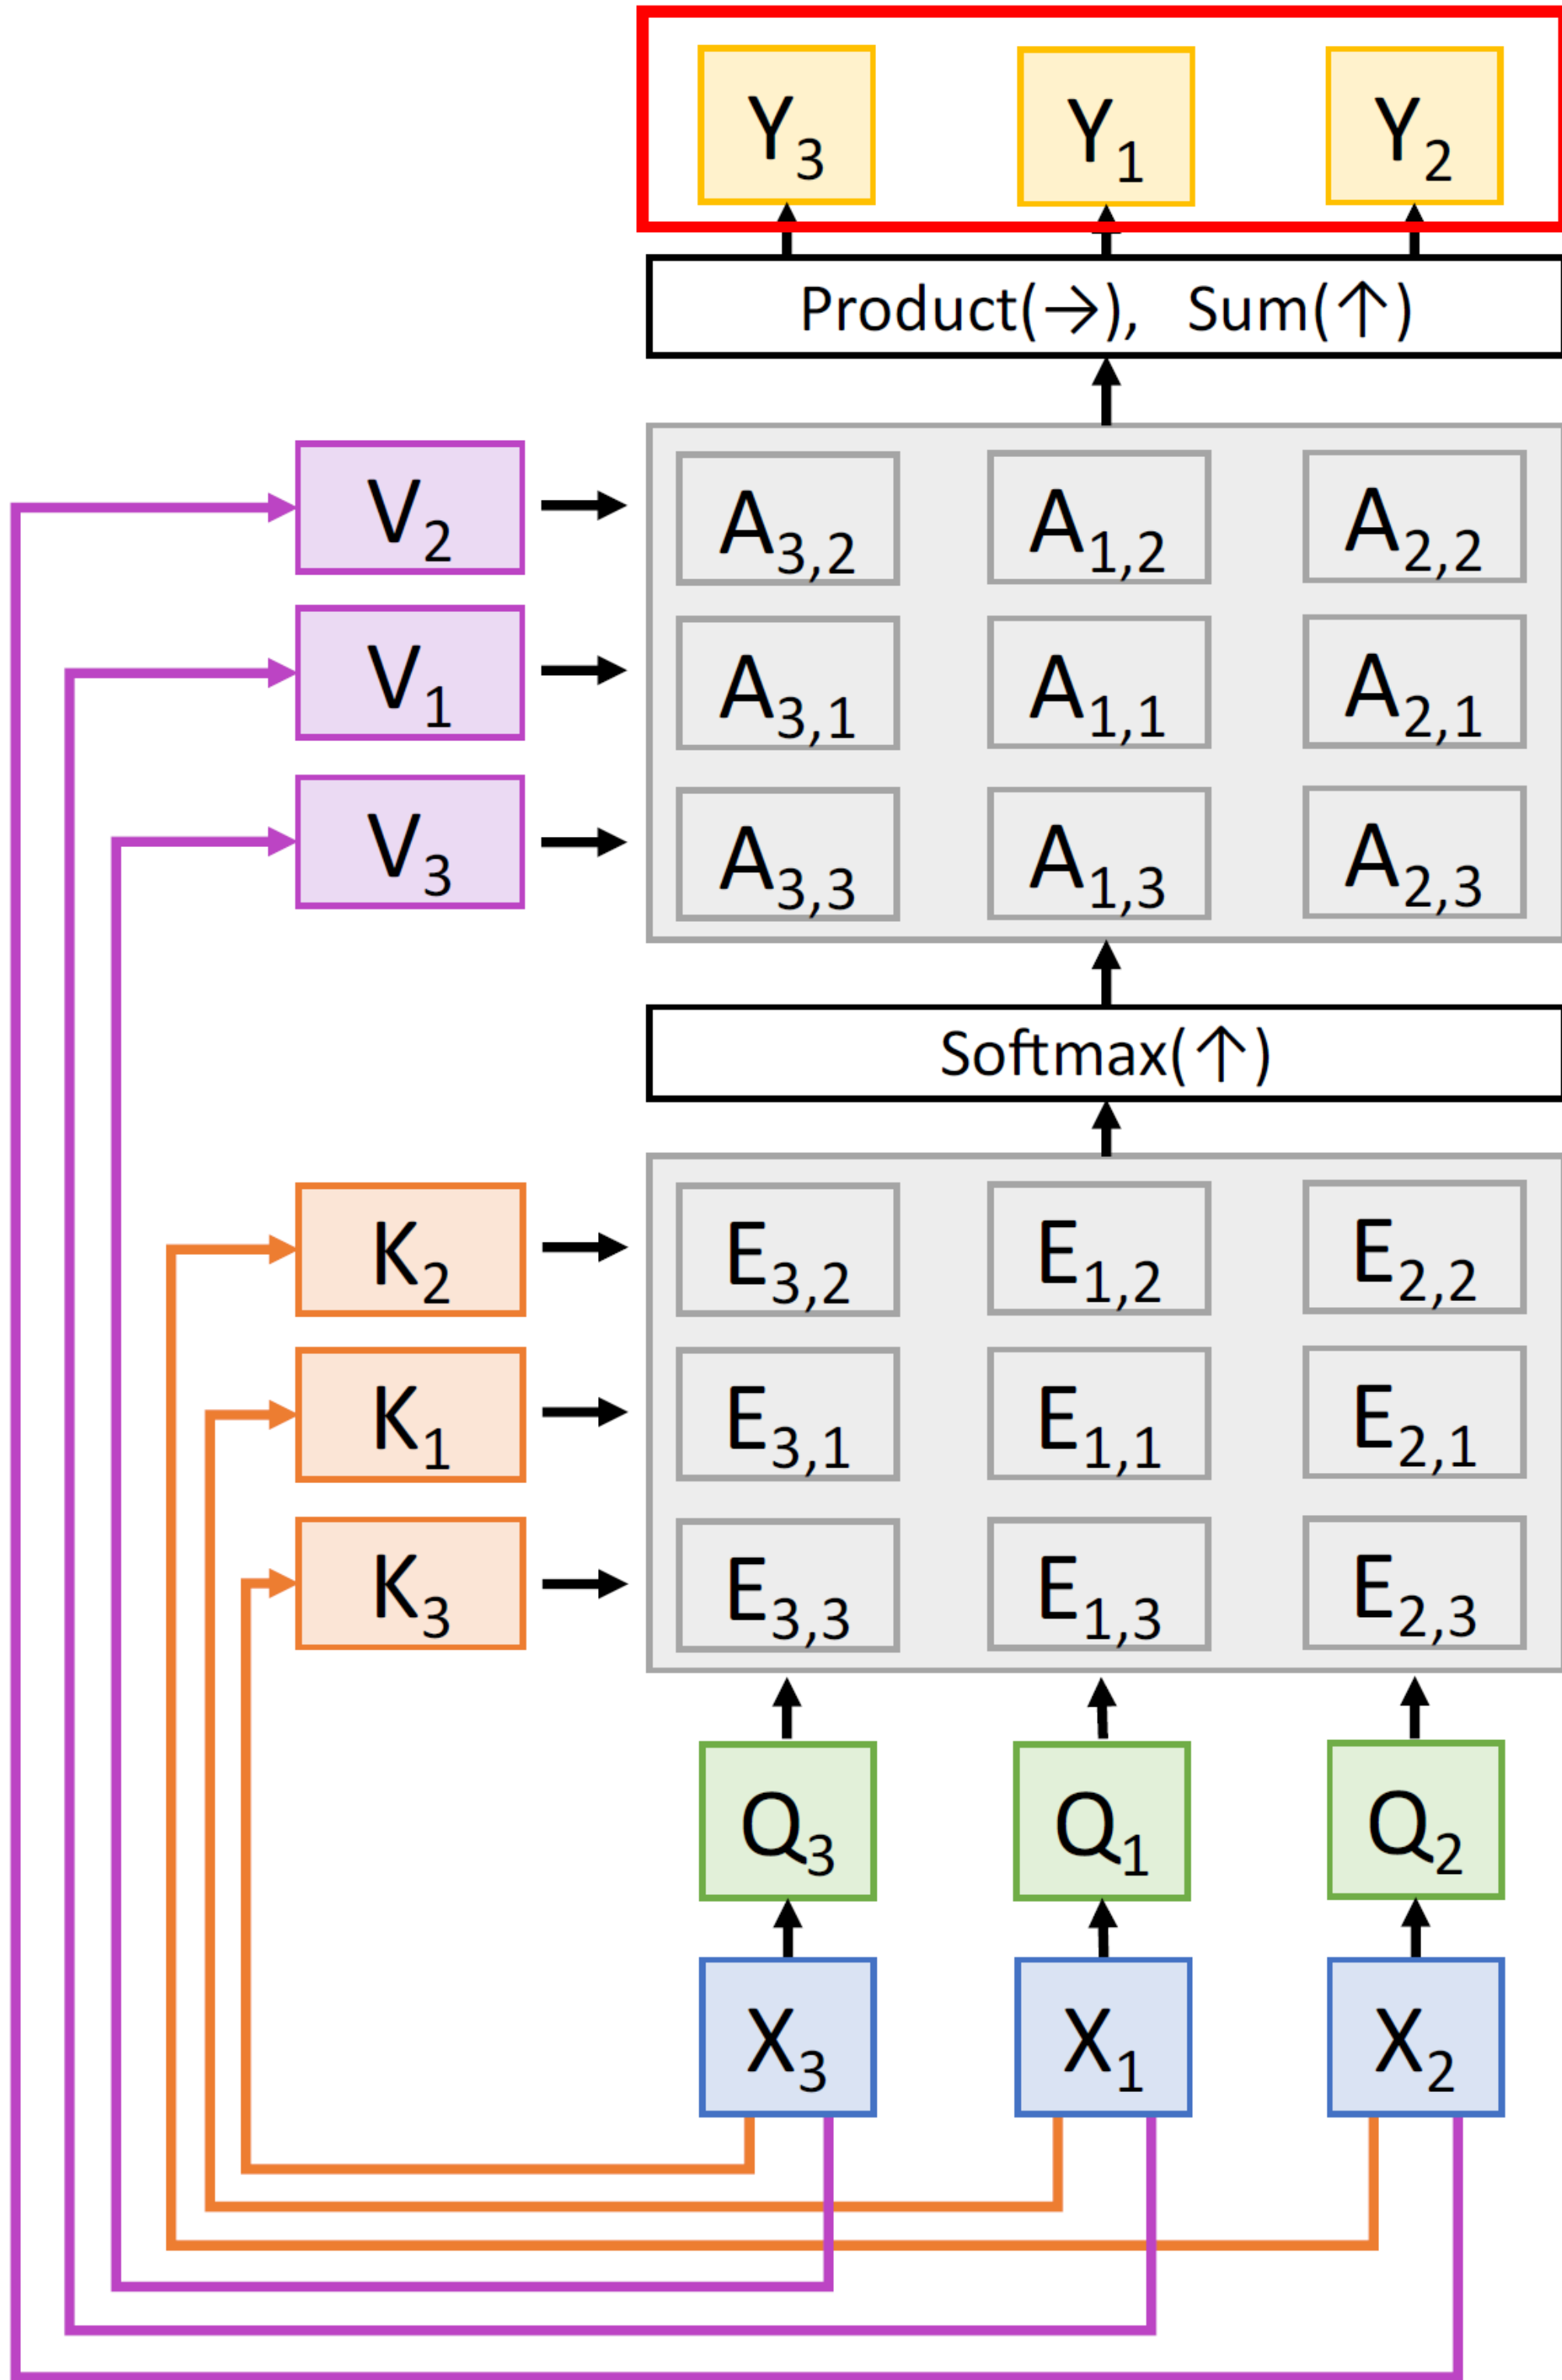 Y₃ Y₁ Y₂
Product(→), Sum(↑)
V₂ A₃,₂ A₁,₂ A₂,₂
V₁ A₃,₁ A₁,₁ A₂,₁
V₃ A₃,₃ A₁,₃ A₂,₃
Softmax(↑)
K₂ E₃,₂ E₁,₂ E₂,₂
K₁ E₃,₁ E₁,₁ E₂,₁
K₃ E₃,₃ E₁,₃ E₂,₃
Q₃ Q₁ Q₂
X₃ X₁ X₂